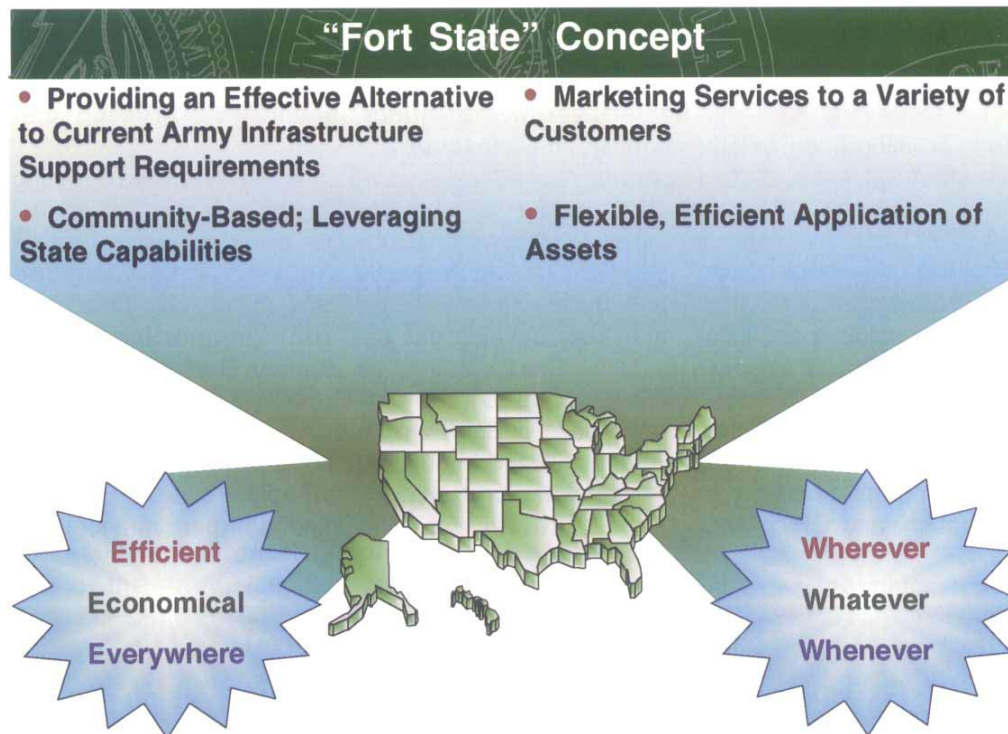 “Fort State” Concept
• Providing an Effective Alternative
to Current Army Infrastructure
Support Requirements
• Community-Based; Leveraging
State Capabilities
• Marketing Services to a Variety of
Customers
• Flexible, Efficient Application of
Assets
Efficient
Economical
Everywhere
Wherever
Whatever
Whenever